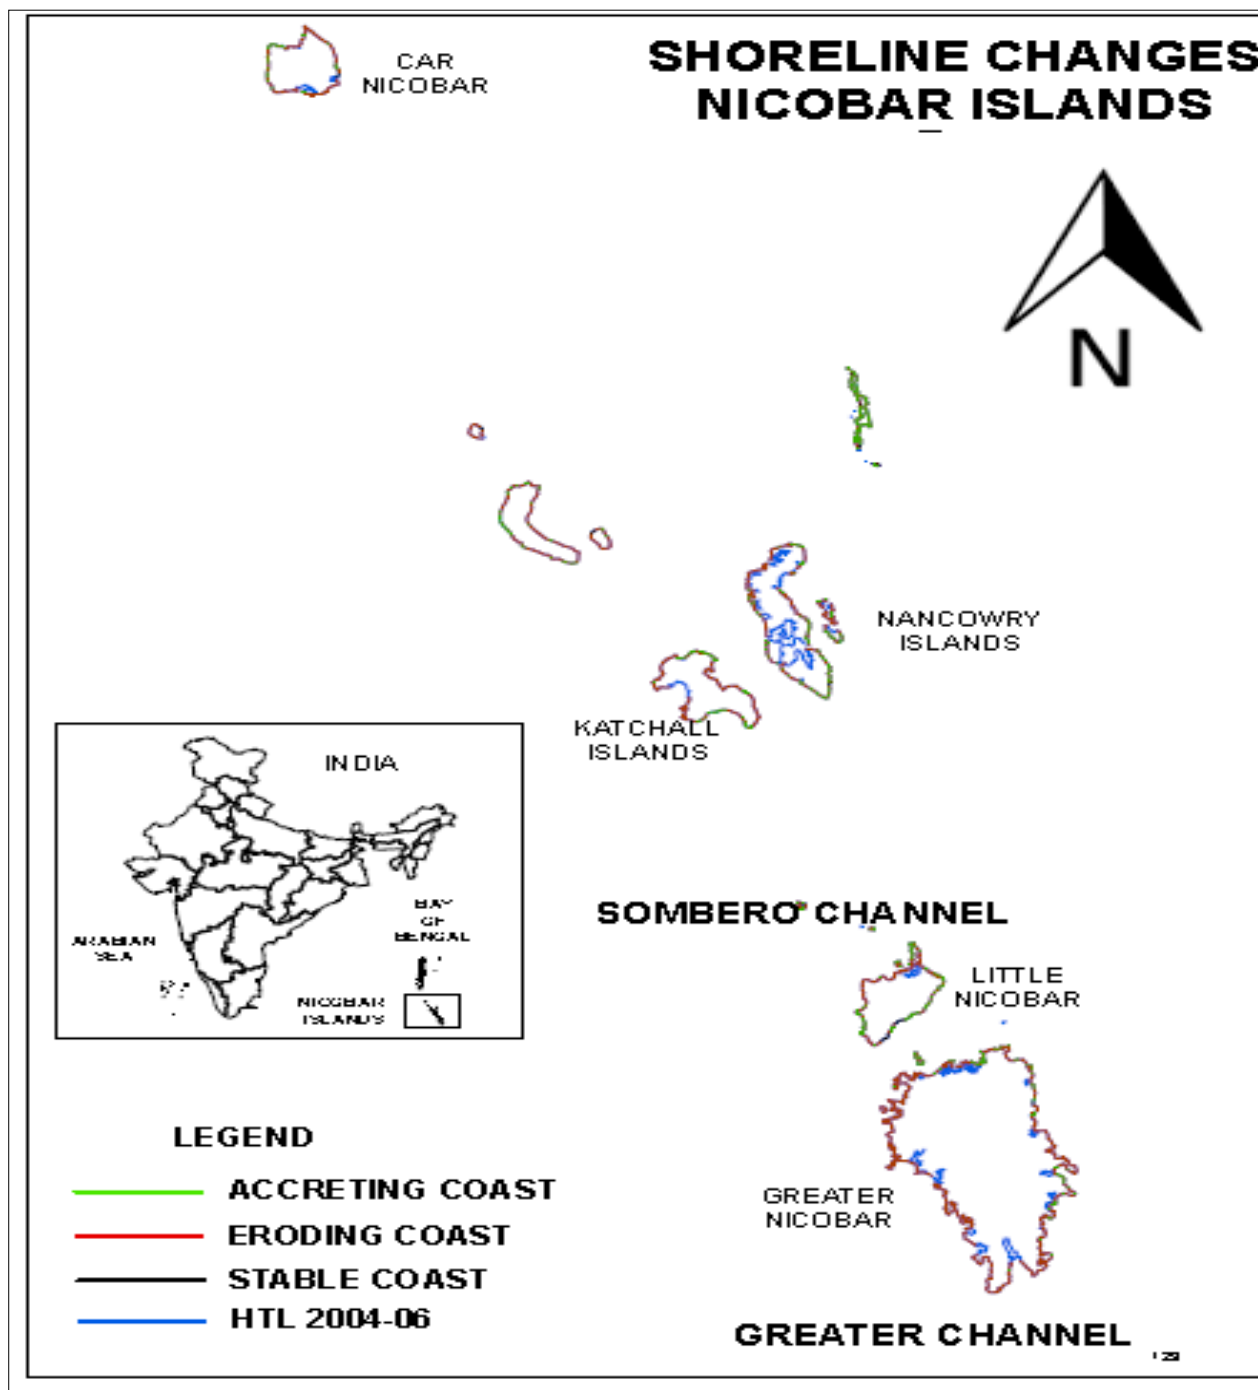 SHORELINE CHANGES
NICOBAR ISLANDS
CAR
NICOBAR
N
NANCOWRY
ISLANDS
KATCHALL
ISLANDS
INDIA
BAY
OF
BENGAL
ARABIAN
SEA
NICOBAR
ISLANDS
SOMBERO CHANNEL
LITTLE
NICOBAR
GREATER
NICOBAR
GREATER CHANNEL
LEGEND
ACCRETING COAST
ERODING COAST
STABLE COAST
HTL 2004-06